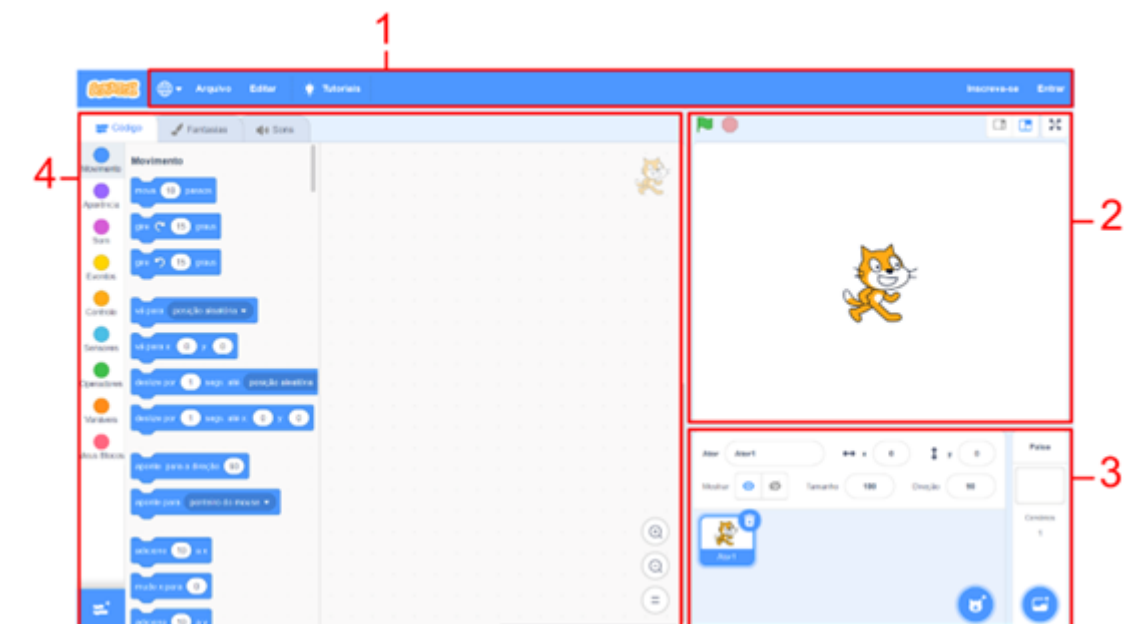 1
SCRATCH
Arquivo Editar Tutoriais Inscreva-se Entrar
Código Fantasias Sons
4
2
Movimento
Movimento
Aparência
Som
Eventos
Controle
Sensores
Operadores
Variáveis
Meus Blocos
mova 10 passos
gire 15 graus
gire 15 graus
vá para posição aleatória
vá para x 0 y 0
deslize por 1 segs. até posição aleatória
deslize por 1 segs. até x 0 y 0
aponte para a direção 90
aponte para ponteiro do mouse
adicione 10 a x
mude x para 0
adicione 10 a y
Ator Ator1 x 0 y 0
Mostrar Tamanho 100 Direção 90
Ator1
Palco
Cenários
1
3